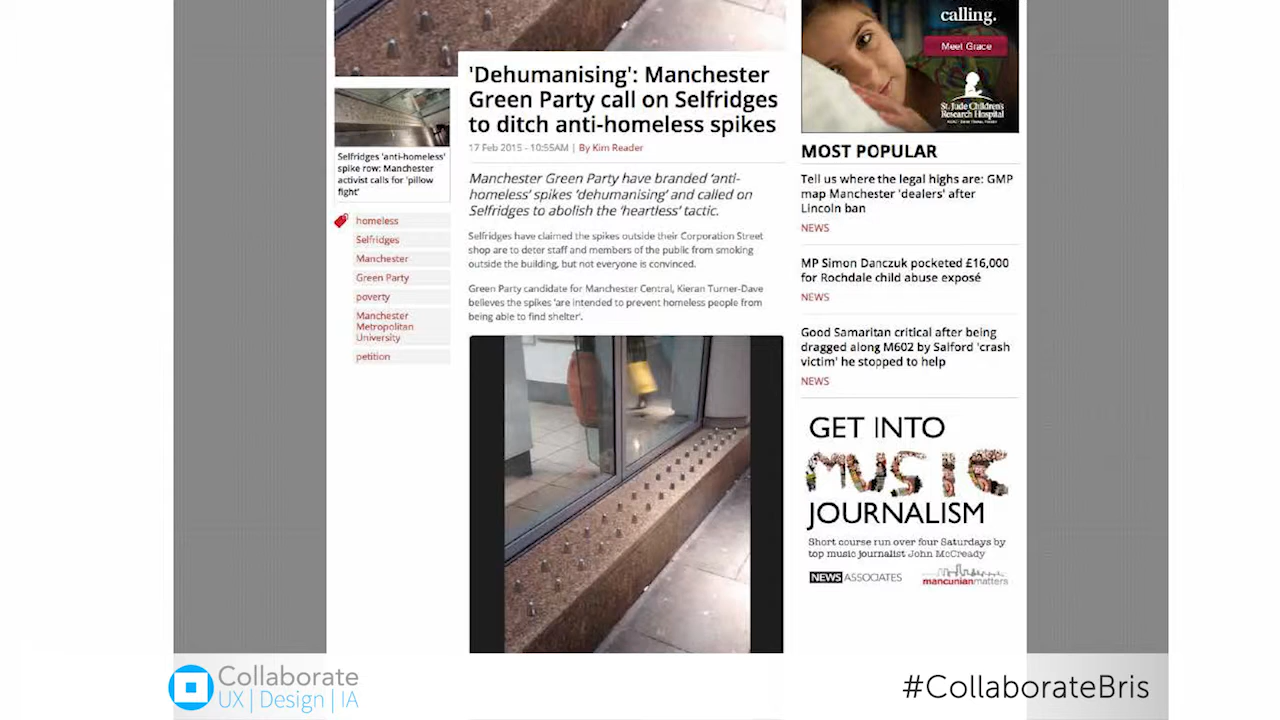 calling.
Meet Grace
St. Jude Children's
Research Hospital
'Dehumanising': Manchester
Green Party call on Selfridges
to ditch anti-homeless spikes
17 Feb 2015 - 10:55AM | By Kim Reader
Manchester Green Party have branded 'anti-
homeless' spikes 'dehumanising' and called on
Selfridges to abolish the 'heartless' tactic.
Selfridges have claimed the spikes outside their Corporation Street
shop are to deter staff and members of the public from smoking
outside the building, but not everyone is convinced.
Green Party candidate for Manchester Central, Kieran Turner-Dave
believes the spikes 'are intended to prevent homeless people from
being able to find shelter'.
Selfridges 'anti-homeless'
spike row: Manchester
activist calls for 'pillow
fight'
homeless
Selfridges
Manchester
Green Party
poverty
Manchester
Metropolitan
University
petition
MOST POPULAR
Tell us where the legal highs are: GMP
map Manchester 'dealers' after
Lincoln ban
NEWS
MP Simon Danczuk pocketed £16,000
for Rochdale child abuse exposé
NEWS
Good Samaritan critical after being
dragged along M602 by Salford 'crash
victim' he stopped to help
NEWS
GET INTO
MUSIC
JOURNALISM
Short course run over four Saturdays by
top music journalist John McCready
NEWS ASSOCIATES
mancunianmatters
Collaborate
UX | Design | IA
#CollaborateBris